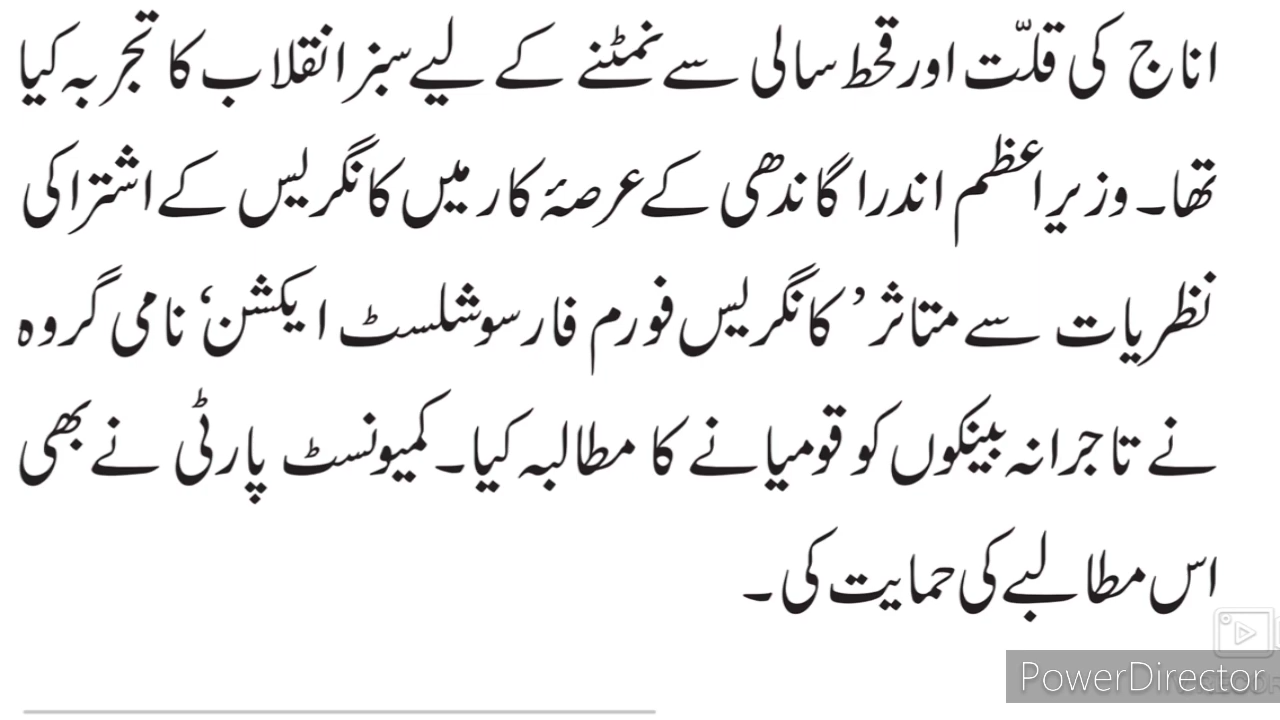 اناج کی قلّت اور قحط سالی سے نمٹنے کے لیے سبز انقلاب کا تجربہ کیا
تھا۔ وزیراعظم اندرا گاندھی کے عرصۂ کار میں کانگریس کے اشتراکی
نظریات سے متاثر ’کانگریس فورم فار سوشلسٹ ایکشن‘ نامی گروہ
نے تاجرانہ بینکوں کو قومیانے کا مطالبہ کیا۔ کمیونسٹ پارٹی نے بھی
اس مطالبے کی حمایت کی۔
PowerDirector